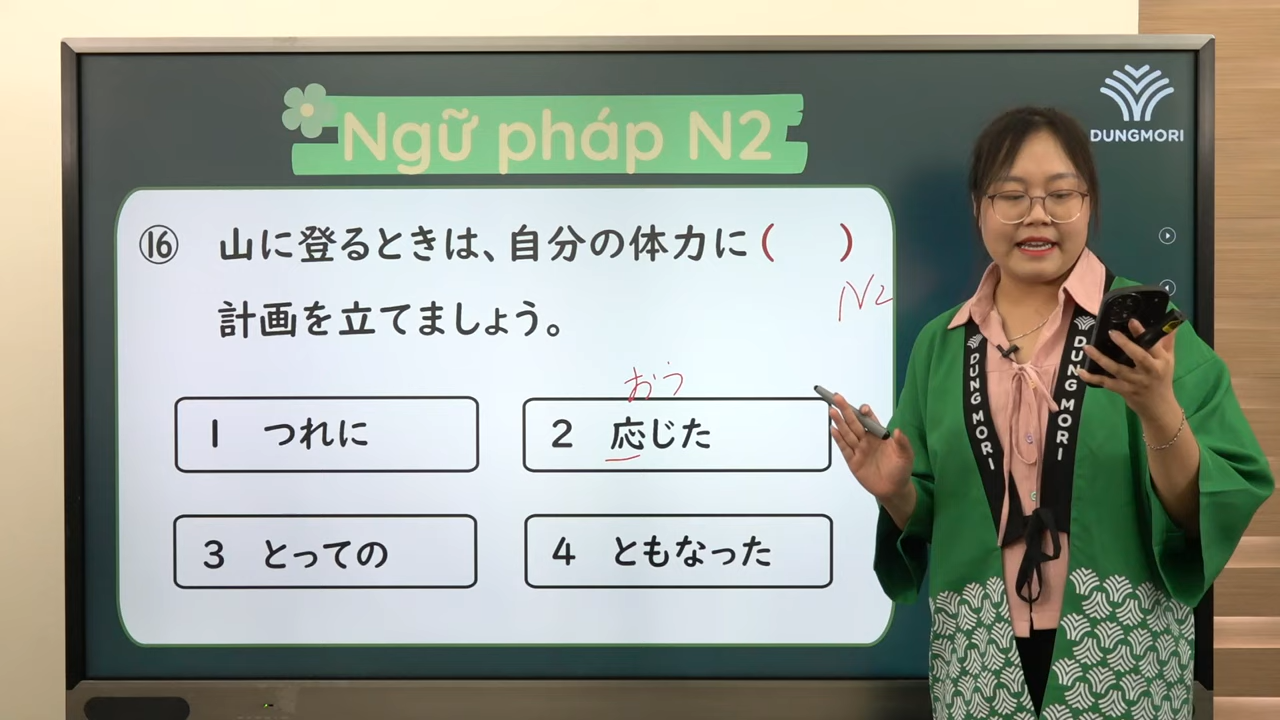 Ngữ pháp N2
DUNGMORI
⑯ 山に登るときは、自分の体力に( )
N2
計画を立てましょう。
おう
1 つれに
2 応じた
3 とっての
4 ともなった
DUNG MORI
DUNG MORI